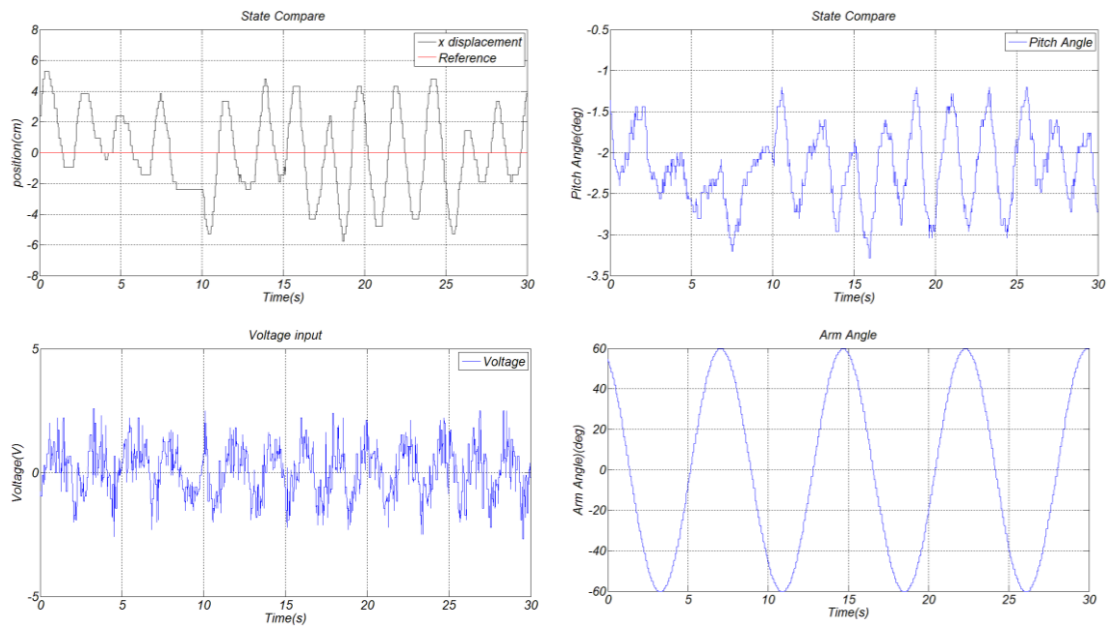 State Compare
8
6
4
2
0
-2
-4
-6
-8
position(cm)
x displacement
Reference
0 5 10 15 20 25 30
Time(s)
State Compare
-0.5
-1
-1.5
-2
-2.5
-3
-3.5
Pitch Angle(deg)
Pitch Angle
0 5 10 15 20 25 30
Time(s)
Voltage input
5
0
-5
Voltage(V)
Voltage
0 5 10 15 20 25 30
Time(s)
Arm Angle
60
40
20
0
-20
-40
-60
Arm Angle)(deg)
0 5 10 15 20 25 30
Time(s)